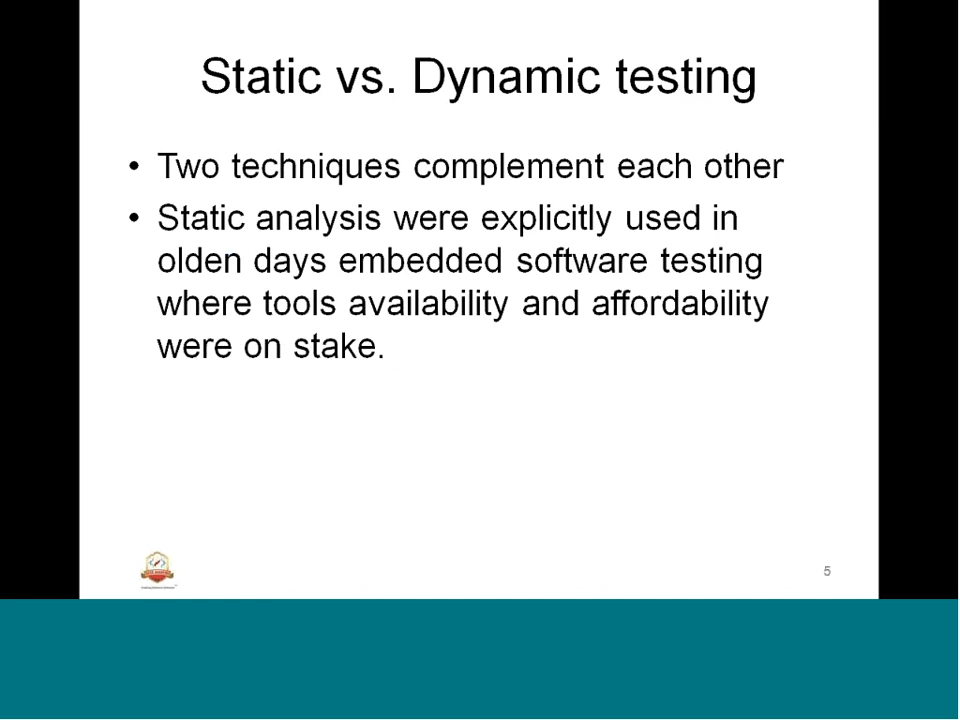 Static vs. Dynamic testing
• Two techniques complement each other
• Static analysis were explicitly used in
olden days embedded software testing
where tools availability and affordability
were on stake.
5